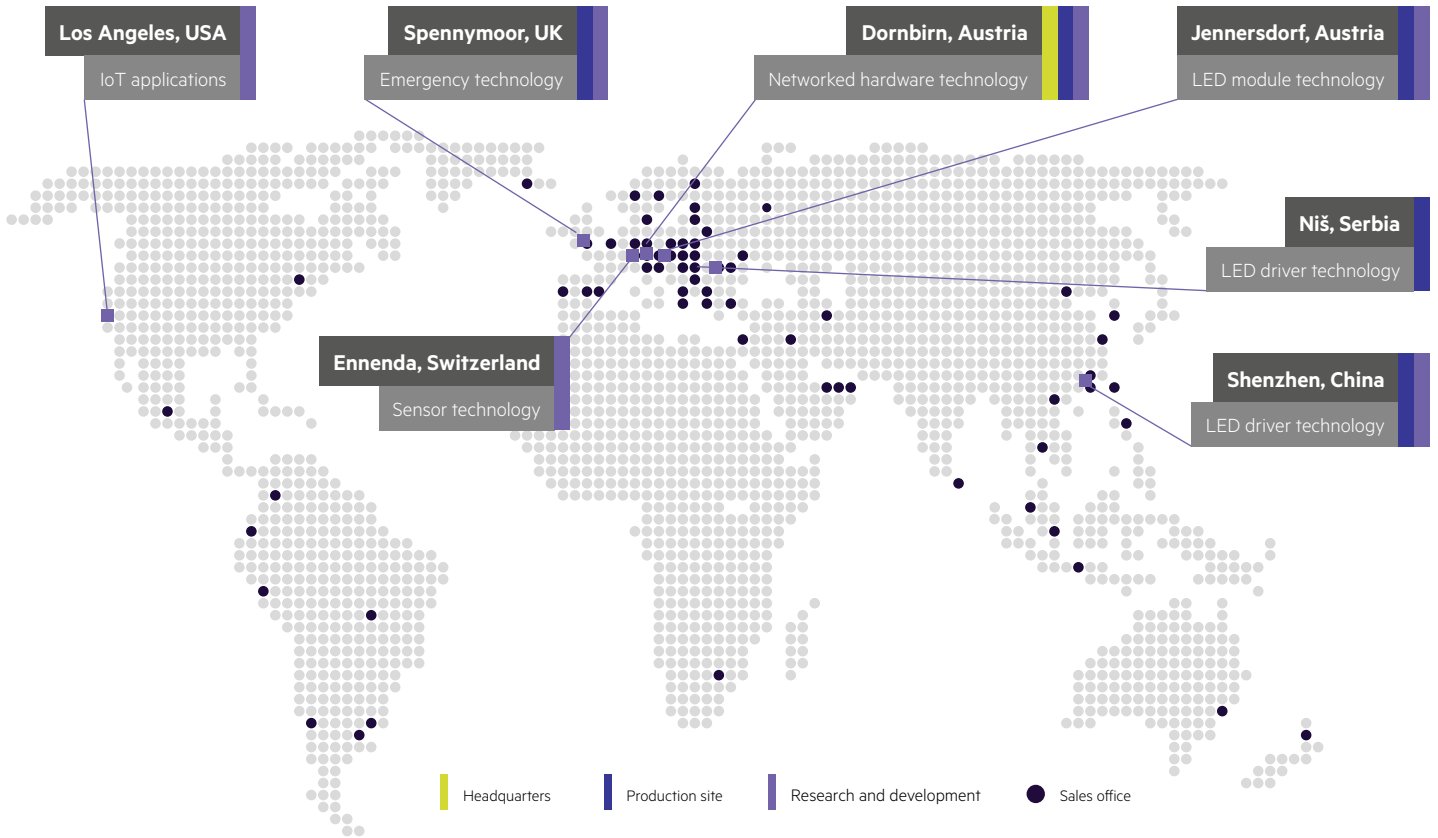 Los Angeles, USA
IoT applications
Spennymoor, UK
Emergency technology
Dornbirn, Austria
Networked hardware technology
Jennersdorf, Austria
LED module technology
Niš, Serbia
LED driver technology
Ennenda, Switzerland
Sensor technology
Shenzhen, China
LED driver technology
Headquarters
Production site
Research and development
Sales office